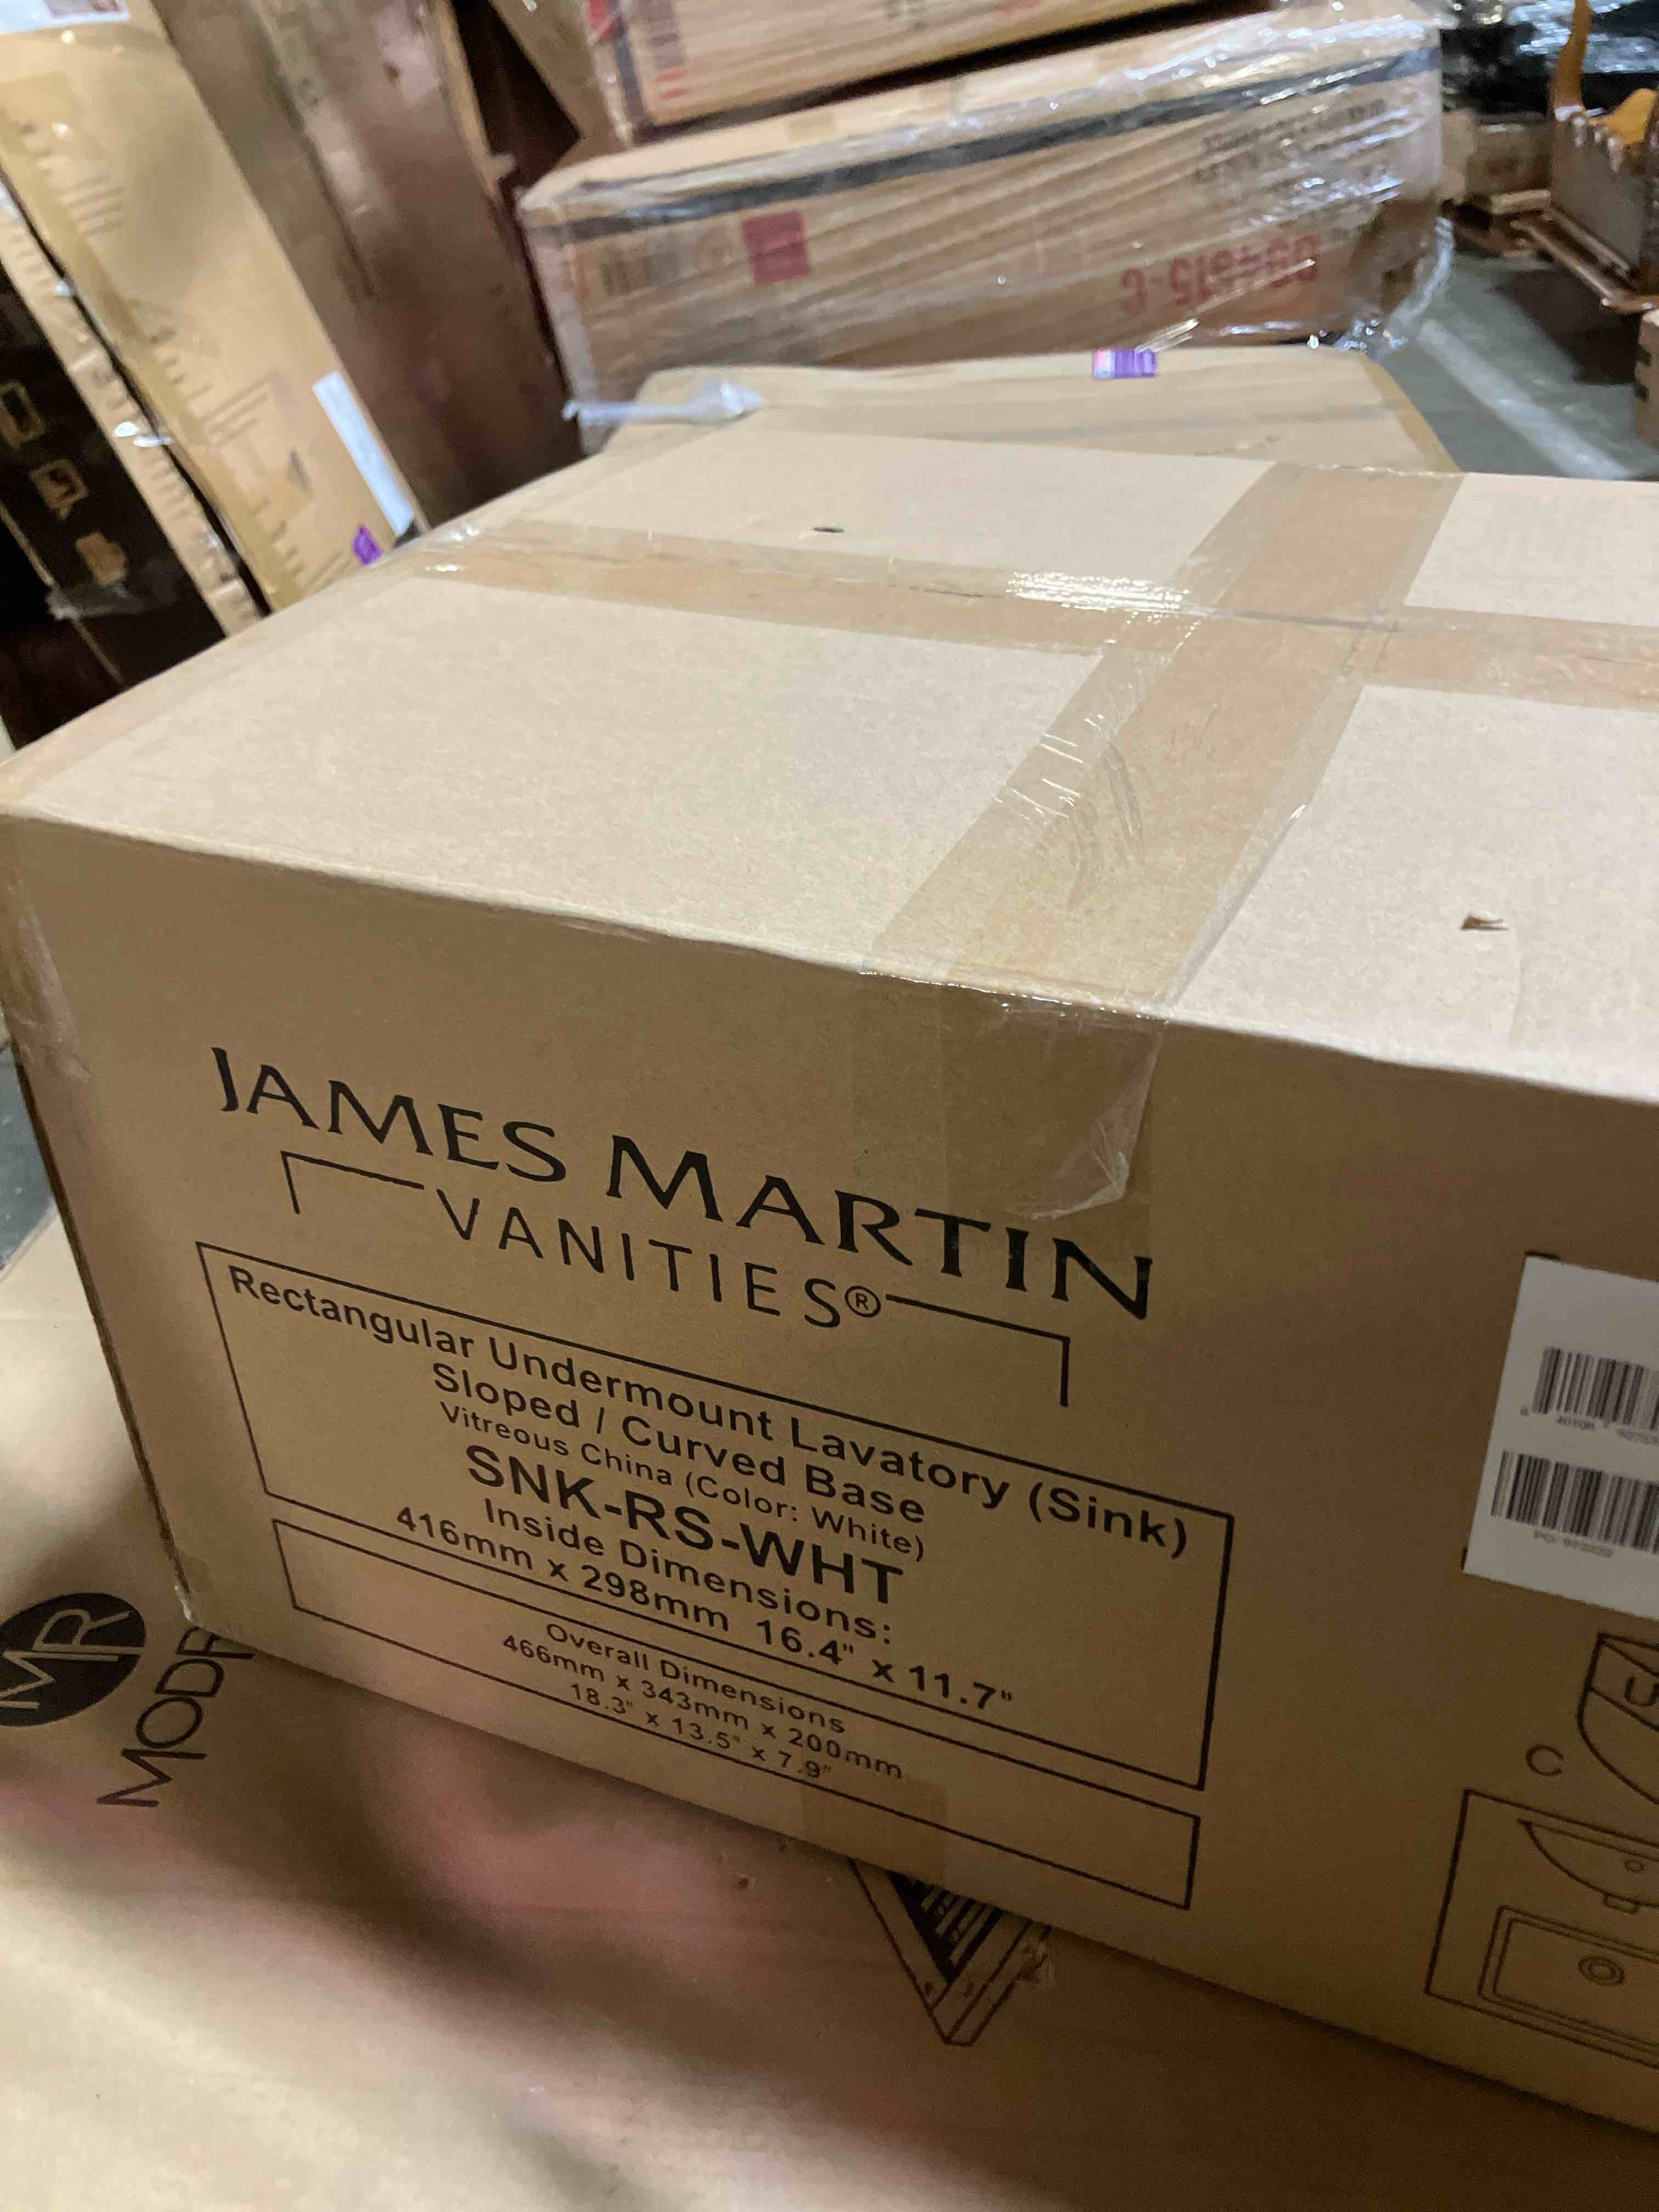 JAMES MARTIN
VANITIES®
Rectangular Undermount Lavatory (Sink)
Sloped / Curved Base
Vitreous China (Color: White)
SNK-RS-WHT
Inside Dimensions:
416mm x 298mm 16.4" x 11.7"
Overall Dimensions
466mm x 343mm x 200mm
18.3" x 13.5" x 7.9"
C
U
MR